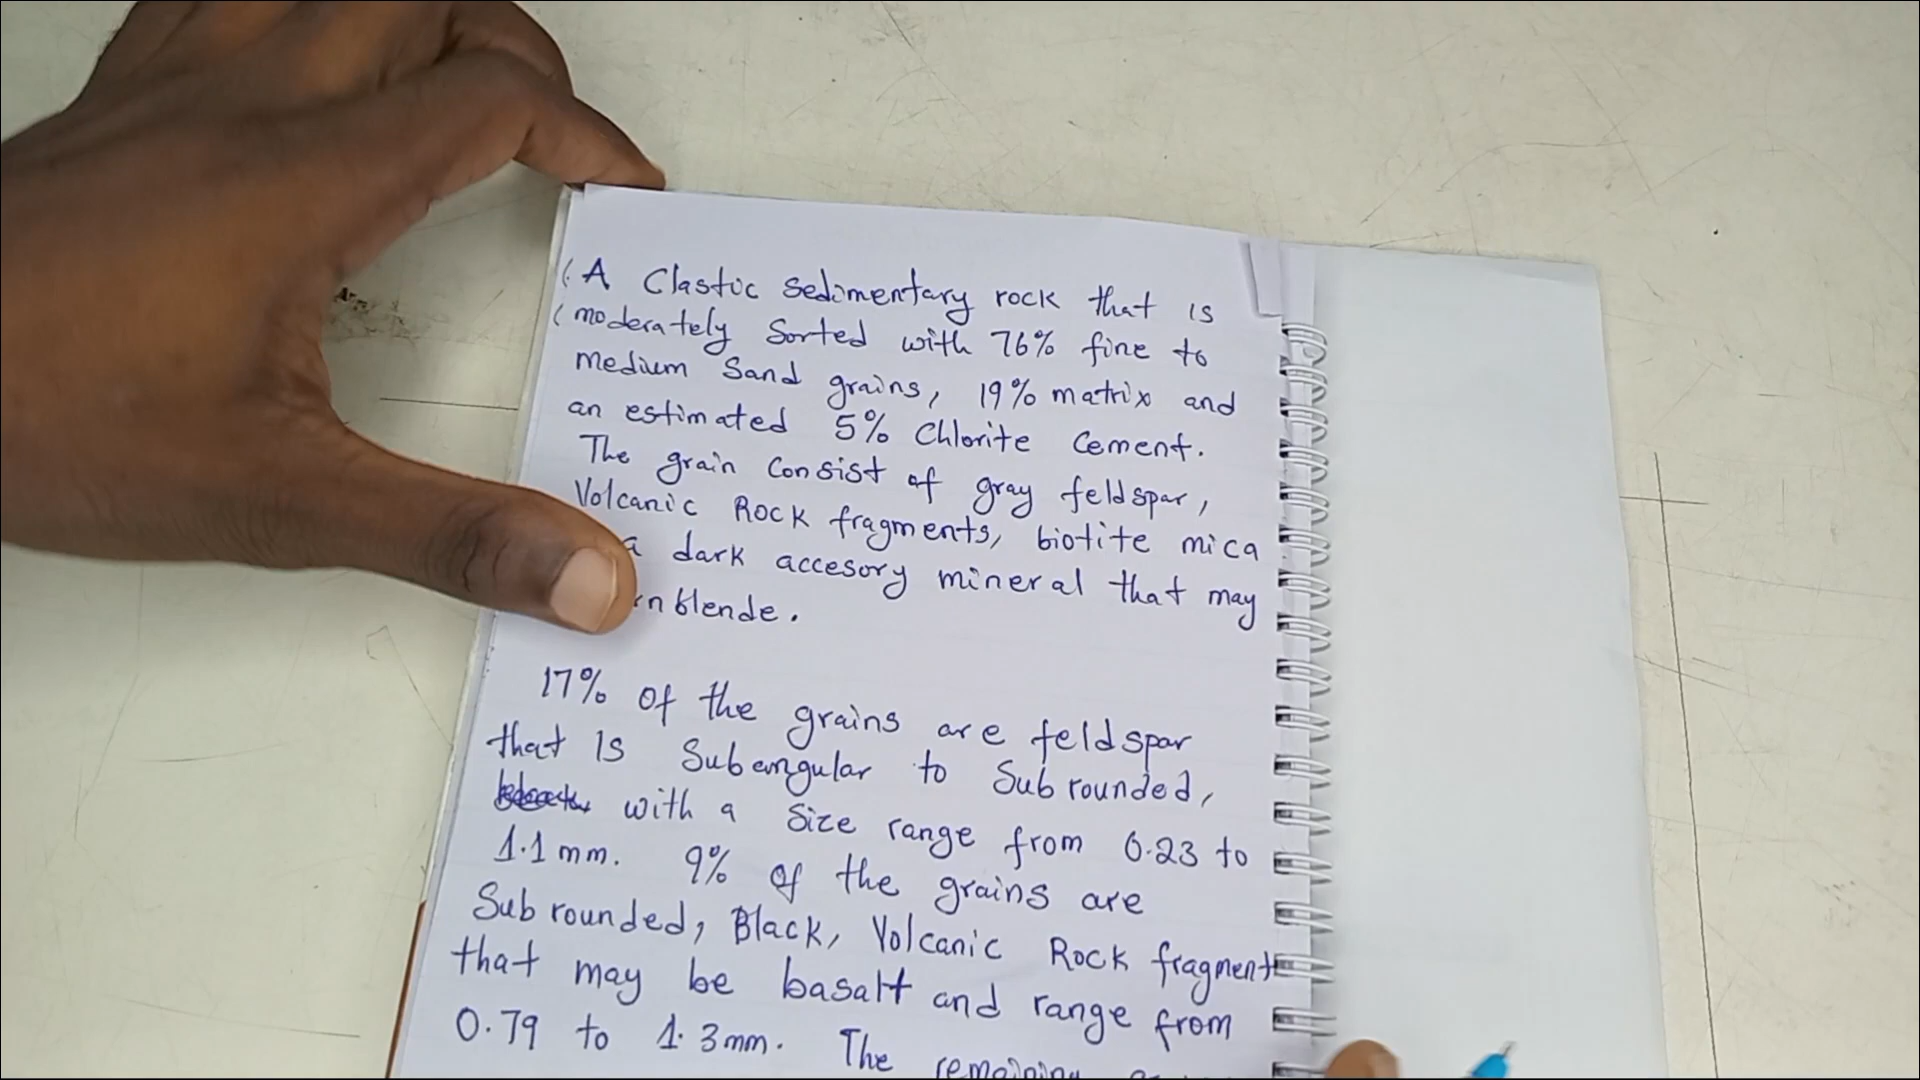 A Clastic sedimentary rock that is
moderately Sorted with 76% fine to
medium Sand grains, 19% matrix and
an estimated 5% Chlorite Cement.
The grain Consist of gray feldspar,
Volcanic Rock fragments, biotite mica
a dark accesory mineral that may
blende.
17% of the grains are feldspar
that is Subangular to Subrounded,
with a Size range from 0.23 to
1.1 mm. 9% of the grains are
Subrounded, Black, Volcanic Rock fragment
that may be basalt and range from
0.79 to 1.3mm. The remaining